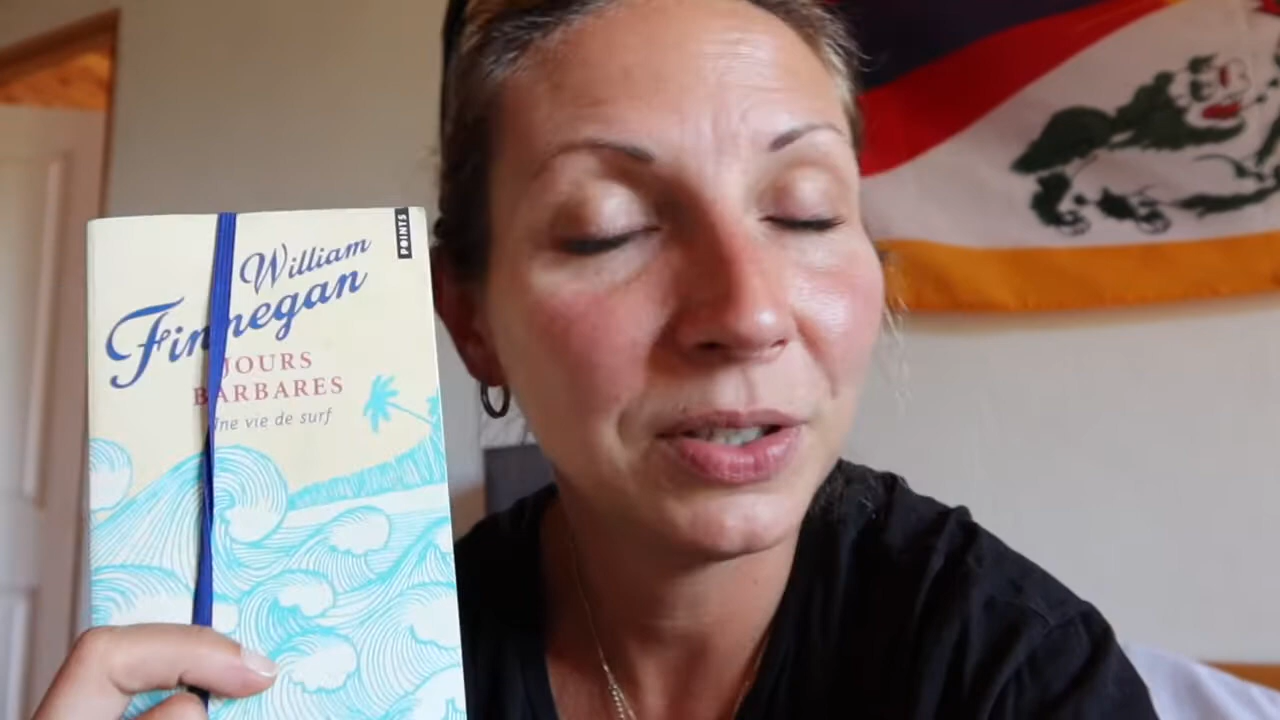 POINTS
William
Finnegan
JOURS
BARBARES
Une vie de surf